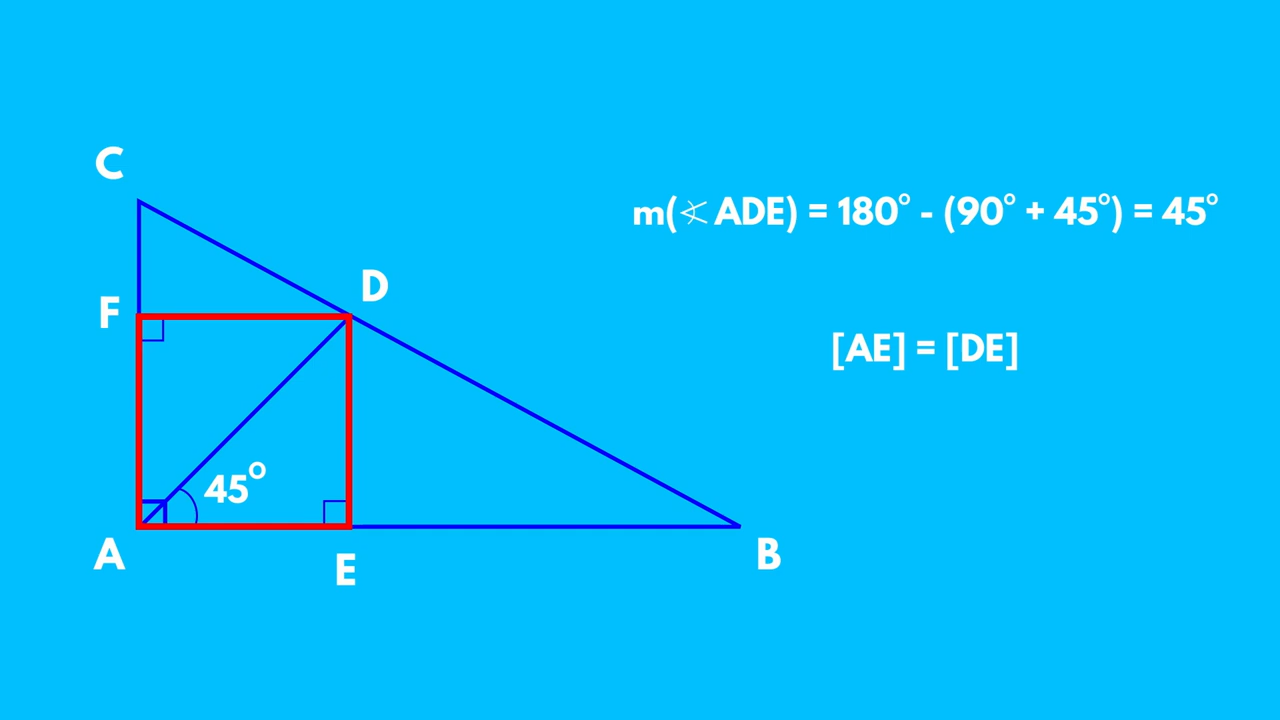 C
m(∢ ADE) = 180° - (90° + 45°) = 45°
D
F
[AE] = [DE]
45°
A
E
B